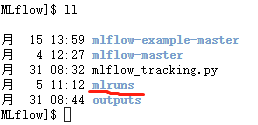 MLflow]$ ll
月 15 13:59 mlflow-example-master
月 4 12:27 mlflow-master
月 31 08:32 mlflow_tracking.py
月 5 11:12 mlruns
月 31 08:44 outputs
MLflow]$